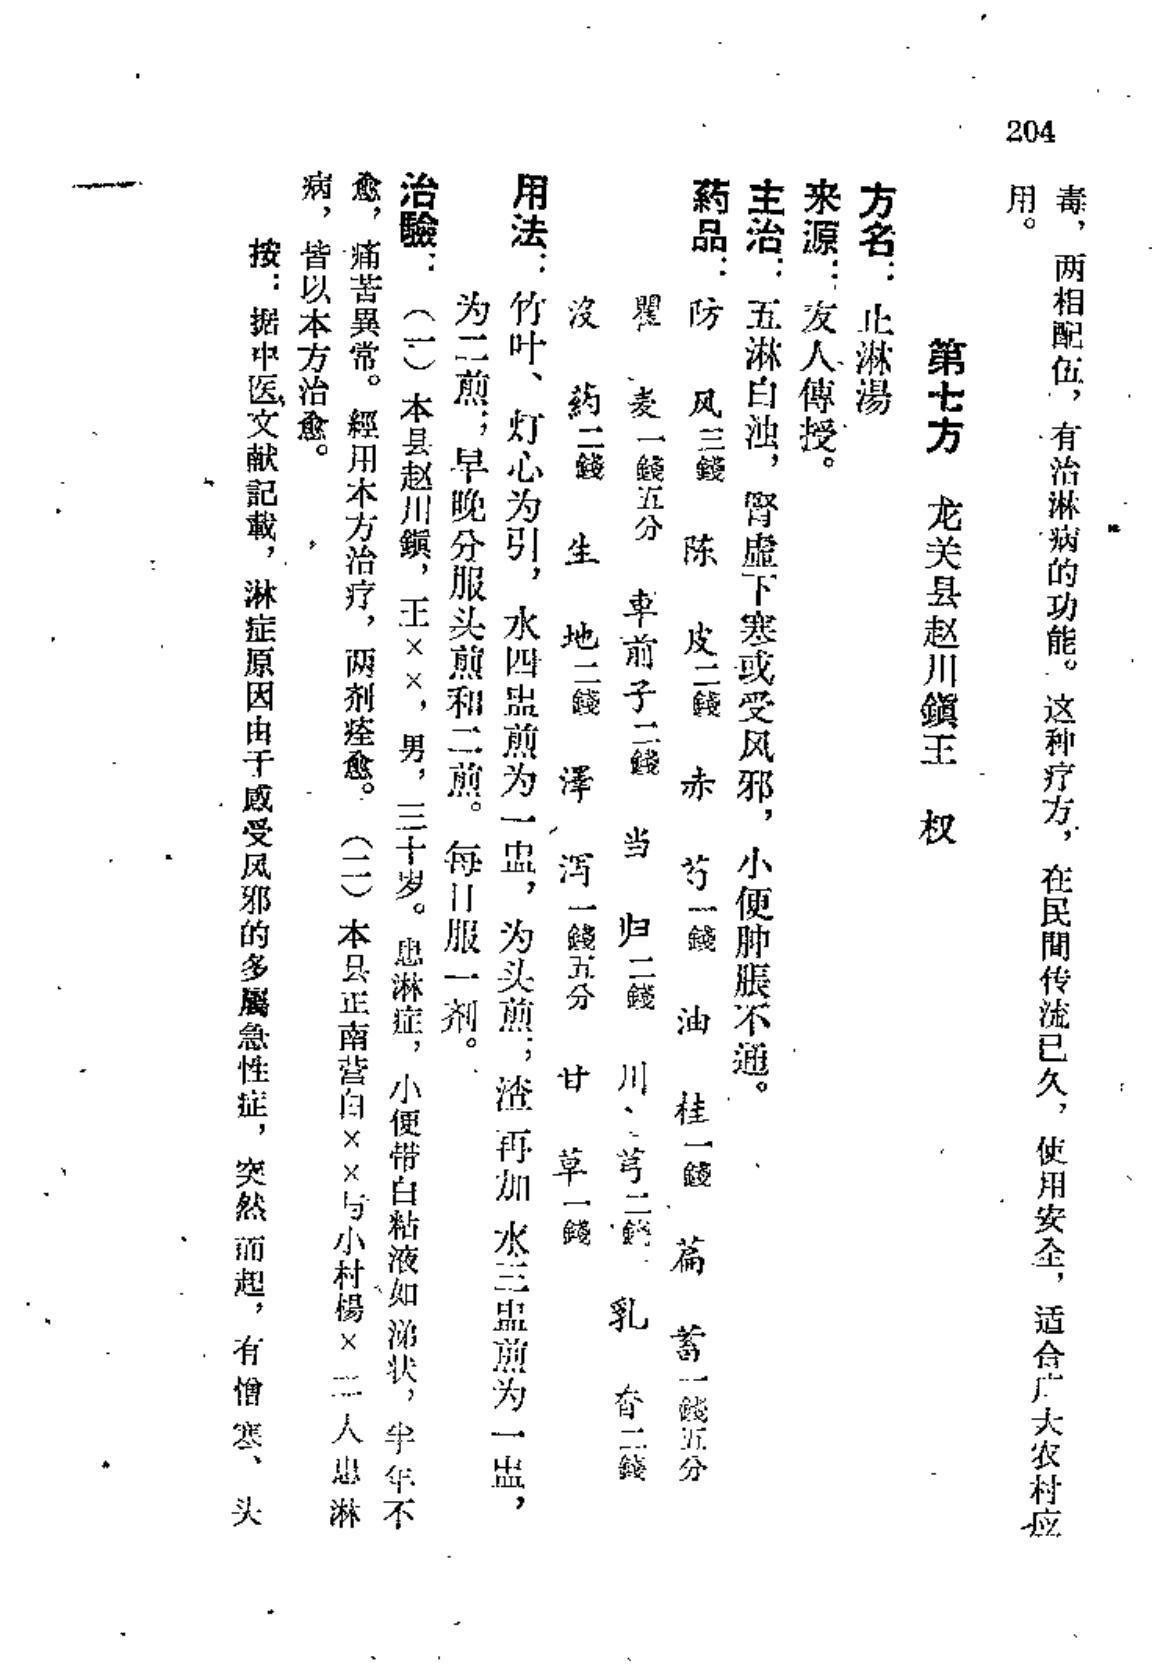 204
毒，两相配伍，有治淋病的功能。这种疗方，在民間传流已久，使用安全，适合广大农村应
用。
第七方　龙关县赵川鎭王　权
方名：止淋湯
来源：友人傳授。
主治：五淋白浊，腎虛下寒或受风邪，小便肿脹不通。
药品：防　风三錢　陈　皮二錢　赤　芍一錢　油　桂一錢　萹　蓄一錢五分
瞿　麦一錢五分　車前子二錢　当　归二錢　川　芎二錢　乳　香二錢
沒　药二錢　生　地二錢　澤　泻一錢五分　甘　草一錢
用法：竹叶、灯心为引，水四盅煎为一盅，为头煎；渣再加水三盅煎为一盅，
为二煎；早晚分服头煎和二煎。每日服一剂。
治驗：（一）本县赵川鎭，王××，男，三十岁。患淋症，小便带白粘液如涕状，半年不
愈，痛苦異常。經用本方治疗，两剂痊愈。（二）本县正南营白××与小村楊×二人患淋
病，皆以本方治愈。
按：据中医文献記載，淋症原因由于感受风邪的多屬急性症，突然而起，有憎寒、头